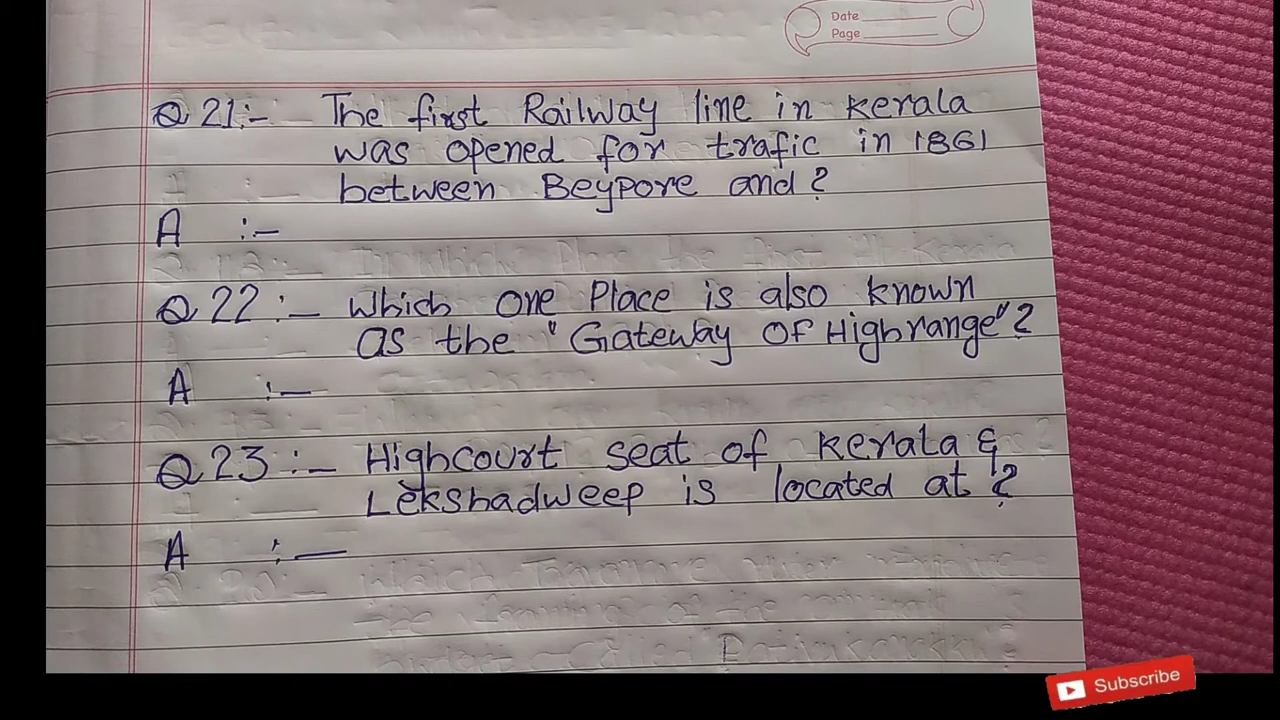 Date
Page
Q 21:- The first Railway line in Kerala
was opened for trafic in 1861
between Beypore and ?
A :-
Q 22:- Which one Place is also known
as the "Gateway Of Highrange"?
A :-
Q 23:- Highcourt seat of Kerala &
Lekshadweep is located at ?
A :-
Subscribe